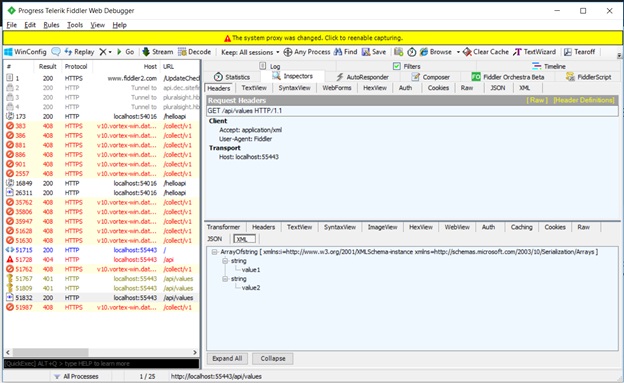 Progress Telerik Fiddler Web Debugger
File Edit Rules Tools View Help
The system proxy was changed. Click to reenable capturing.
WinConfig Replay Go Stream Decode Keep: All sessions Any Process Find Save Browse Clear Cache TextWizard Tearoff
Log Filters Timeline
Statistics Inspectors AutoResponder Composer Fiddler Orchestra Beta FiddlerScript
Headers TextView SyntaxView WebForms HexView Auth Cookies Raw JSON XML
Request Headers [ Raw ] [Header Definitions]
GET /api/values HTTP/1.1
Client
Accept: application/xml
User-Agent: Fiddler
Transport
Host: localhost:55443
# Result Protocol Host URL
1 200 HTTPS www.fiddler2.com /UpdateChec
2 200 HTTP Tunnel to api.dec.sitefin
3 200 HTTP Tunnel to pluralsight.hb
4 200 HTTP Tunnel to pluralsight.hb
173 200 HTTP localhost:54016 /helloapi
383 408 HTTPS v10.vortex-win.dat... /collect/v1
386 408 HTTPS v10.vortex-win.dat... /collect/v1
881 408 HTTPS v10.vortex-win.dat... /collect/v1
886 408 HTTPS v10.vortex-win.dat... /collect/v1
901 408 HTTPS v10.vortex-win.dat... /collect/v1
2557 408 HTTPS v10.vortex-win.dat... /collect/v1
16849 200 HTTP localhost:54016 /helloapi
26311 200 HTTP localhost:54016 /helloapi
35762 408 HTTPS v10.vortex-win.dat... /collect/v1
35806 408 HTTPS v10.vortex-win.dat... /collect/v1
35947 408 HTTPS v10.vortex-win.dat... /collect/v1
51628 408 HTTPS v10.vortex-win.dat... /collect/v1
51630 408 HTTPS v10.vortex-win.dat... /collect/v1
51715 200 HTTP localhost:55443 /
51728 404 HTTP localhost:55443 /api
51762 408 HTTPS v10.vortex-win.dat... /collect/v1
51767 401 HTTP localhost:55443 /api/values
51809 401 HTTP localhost:55443 /api/values
51832 200 HTTP localhost:55443 /api/values
51987 408 HTTPS v10.vortex-win.dat... /collect/v1
Transformer Headers TextView SyntaxView ImageView HexView WebView Auth Caching Cookies Raw
JSON XML
ArrayOfstring [ xmlns:i=http://www.w3.org/2001/XMLSchema-instance xmlns=http://schemas.microsoft.com/2003/10/Serialization/Arrays ]
string
value1
string
value2
Expand All Collapse
[QuickExec] ALT+Q > type HELP to learn more
All Processes 1 / 25 http://localhost:55443/api/values